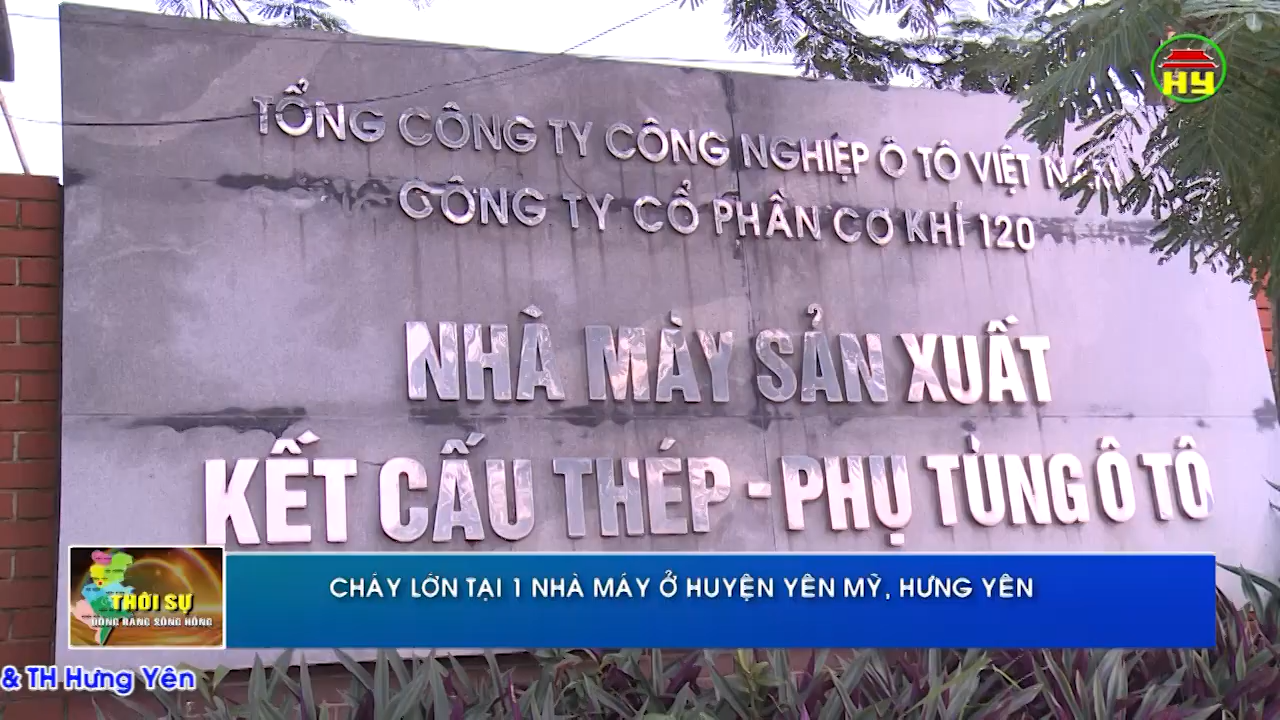 HY
TỔNG CÔNG TY CÔNG NGHIỆP Ô TÔ VIỆT
CÔNG TY CỔ PHẦN CƠ KHÍ 120
NHÀ MÀY SẢN XUẤT
KẾT CẤU THÉP - PHỤ TÙNG Ô TÔ
CHÁY LỚN TẠI 1 NHÀ MÁY Ở HUYỆN YÊN MỸ, HƯNG YÊN
THỜI SỰ
ĐỒNG BẰNG SÔNG HỒNG
& TH Hưng Yên